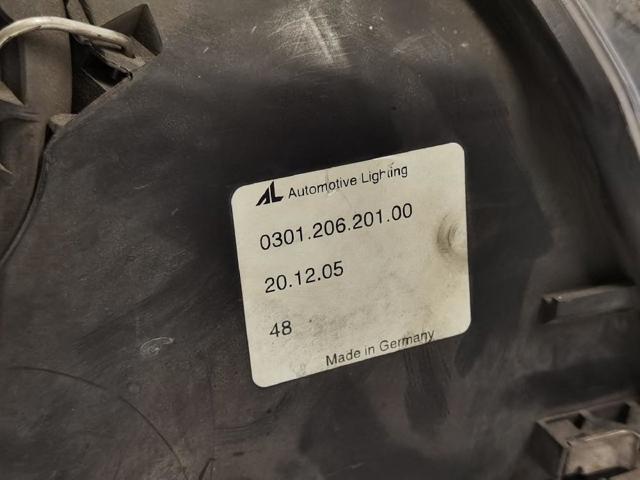 AL Automotive Lighting
0301.206.201.00
20.12.05
48
Made in Germany